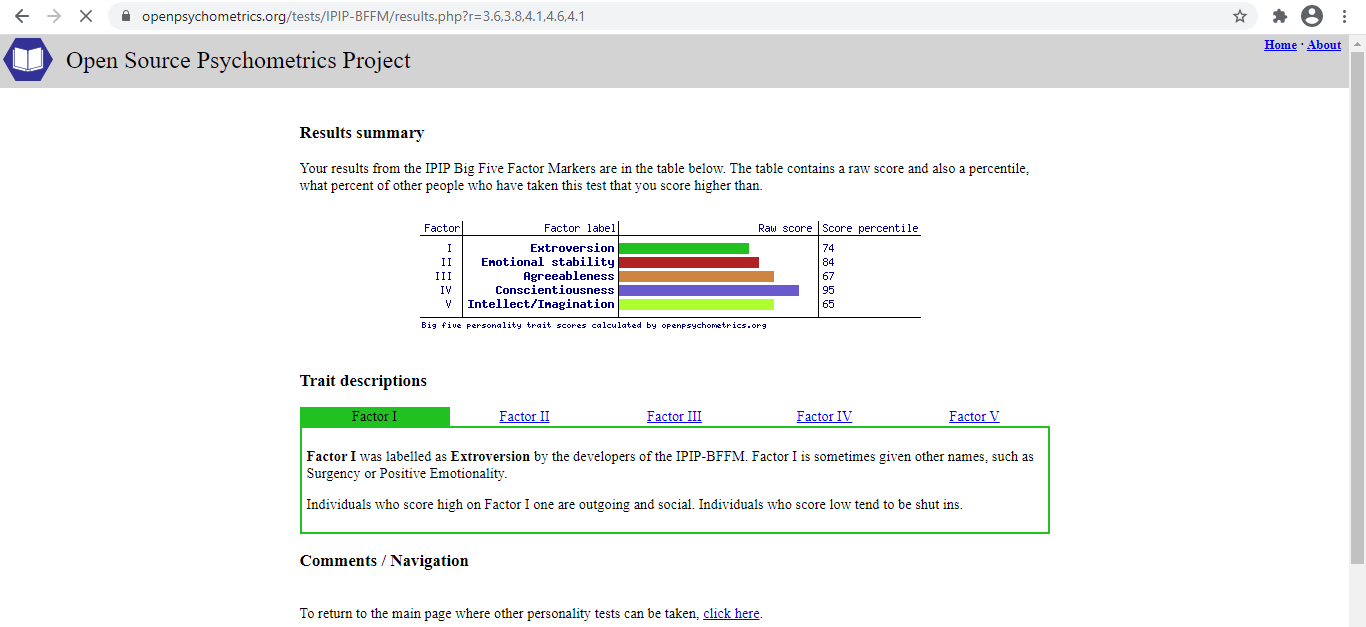 openpsychometrics.org/tests/IPIP-BFFM/results.php?r=3.6,3.8,4.1,4.6,4.1
Home · About
Open Source Psychometrics Project
Results summary
Your results from the IPIP Big Five Factor Markers are in the table below. The table contains a raw score and also a percentile,
what percent of other people who have taken this test that you score higher than.
Factor Factor label Raw score Score percentile
I Extroversion 74
II Emotional stability 84
III Agreeableness 67
IV Conscientiousness 95
V Intellect/Imagination 65
Big five personality trait scores calculated by openpsychometrics.org
Trait descriptions
Factor I Factor II Factor III Factor IV Factor V
Factor I was labelled as Extroversion by the developers of the IPIP-BFFM. Factor I is sometimes given other names, such as
Surgency or Positive Emotionality.
Individuals who score high on Factor I one are outgoing and social. Individuals who score low tend to be shut ins.
Comments / Navigation
To return to the main page where other personality tests can be taken, click here.